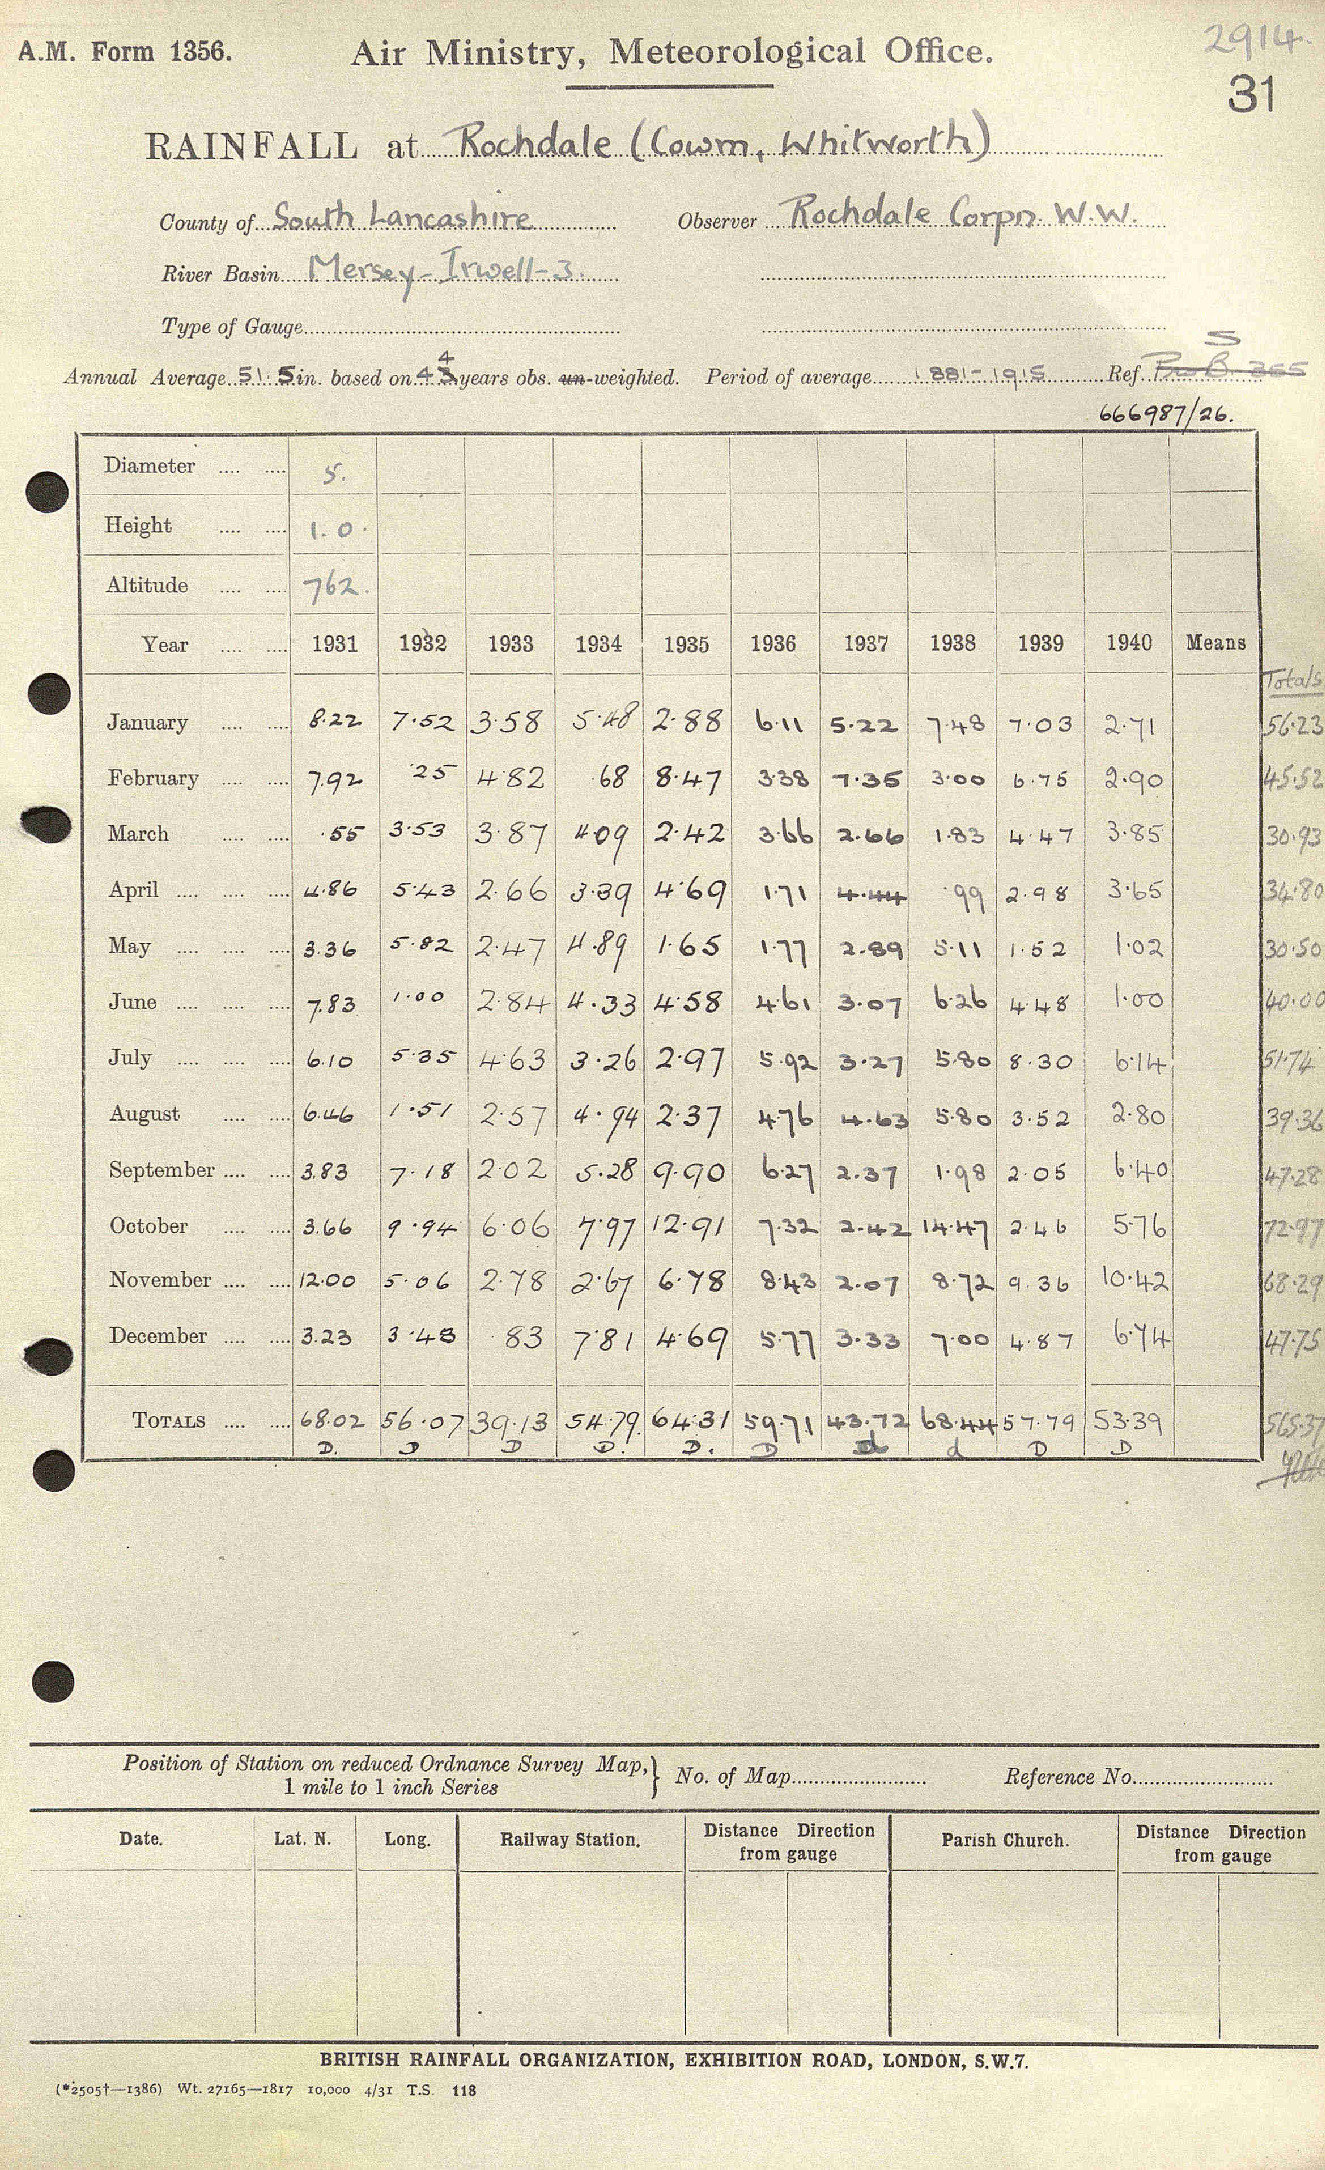 2914.
A.M. Form 1356. Air Ministry, Meteorological Office.
31
RAINFALL at Rochdale (Cowm, Whitworth)
County of South Lancashire Observer Rochdale Corpn. W.W.
River Basin Mersey-Irwell-3.
Type of Gauge
Annual Average 51.5 in. based on 44 years obs. un-weighted. Period of average 1881-1915 Ref. S
666987/26.
Diameter 5.
Height 1.0.
Altitude 762.
Year 1931 1932 1933 1934 1935 1936 1937 1938 1939 1940 Means Totals
January 8.22 7.52 3.58 5.48 2.88 6.11 5.22 7.48 7.03 2.71 56.23
February 7.92 .25 4.82 .68 8.47 3.38 7.35 3.00 6.75 2.90 45.52
March .55 3.53 3.87 4.09 2.42 3.66 2.66 1.83 4.47 3.85 30.93
April 4.86 5.43 2.66 3.39 4.69 1.71 4.44 .99 2.98 3.65 34.80
May 3.36 5.82 2.47 4.89 1.65 1.77 2.89 5.11 1.52 1.02 30.50
June 7.83 1.00 2.84 4.33 4.58 4.61 3.07 6.26 4.48 1.00 40.00
July 6.10 5.35 4.63 3.26 2.97 5.92 3.27 5.80 8.30 6.14 51.74
August 6.46 1.51 2.57 4.94 2.37 4.76 4.63 5.80 3.52 2.80 39.36
September 3.83 7.18 2.02 5.28 9.90 6.27 2.37 1.98 2.05 6.40 47.28
October 3.66 9.94 6.06 7.97 12.91 7.32 2.42 14.47 2.46 5.76 72.97
November 12.00 5.06 2.78 2.67 6.78 8.43 2.07 8.72 9.36 10.42 68.29
December 3.23 3.48 .83 7.81 4.69 5.77 3.33 7.00 4.87 6.74 47.75
TOTALS 68.02 56.07 39.13 54.79 64.31 59.71 43.72 68.44 57.79 53.39 565.37
D. D D D. D. D d d D D
Position of Station on reduced Ordnance Survey Map, } No. of Map Reference No.
1 mile to 1 inch Series
Date. Lat. N. Long. Railway Station. Distance Direction from gauge Parish Church. Distance Direction from gauge
BRITISH RAINFALL ORGANIZATION, EXHIBITION ROAD, LONDON, S.W.7.
(*2505†—1386) Wt. 27165—1817 10,000 4/31 T.S. 118